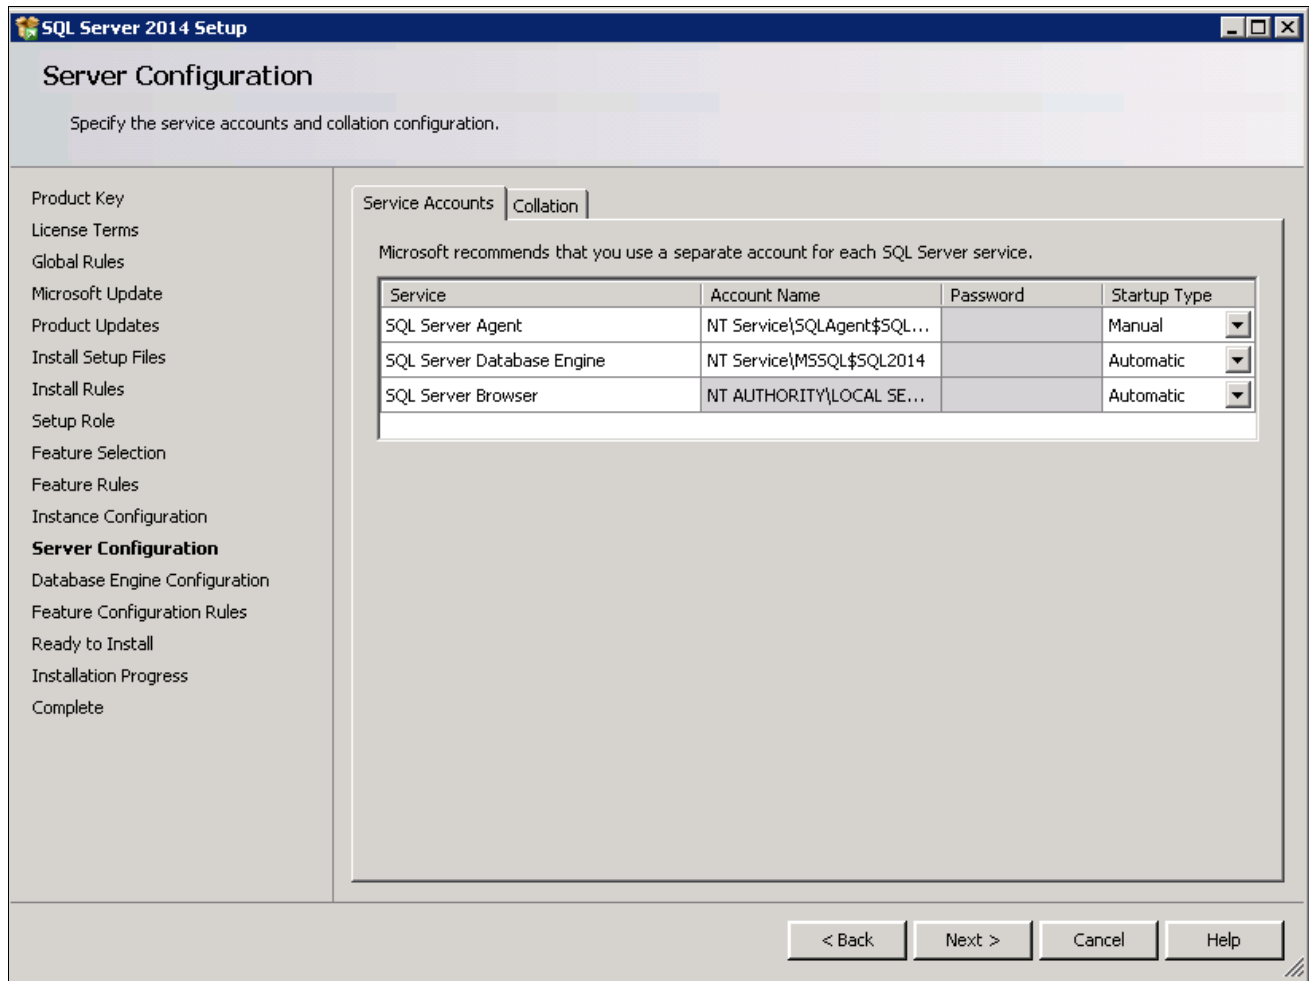 SQL Server 2014 Setup
Server Configuration
Specify the service accounts and collation configuration.
Product Key
License Terms
Global Rules
Microsoft Update
Product Updates
Install Setup Files
Install Rules
Setup Role
Feature Selection
Feature Rules
Instance Configuration
Server Configuration
Database Engine Configuration
Feature Configuration Rules
Ready to Install
Installation Progress
Complete
Service Accounts Collation
Microsoft recommends that you use a separate account for each SQL Server service.
Service Account Name Password Startup Type
SQL Server Agent NT Service\SQLAgent$SQL... Manual
SQL Server Database Engine NT Service\MSSQL$SQL2014 Automatic
SQL Server Browser NT AUTHORITY\LOCAL SE... Automatic
< Back Next > Cancel Help